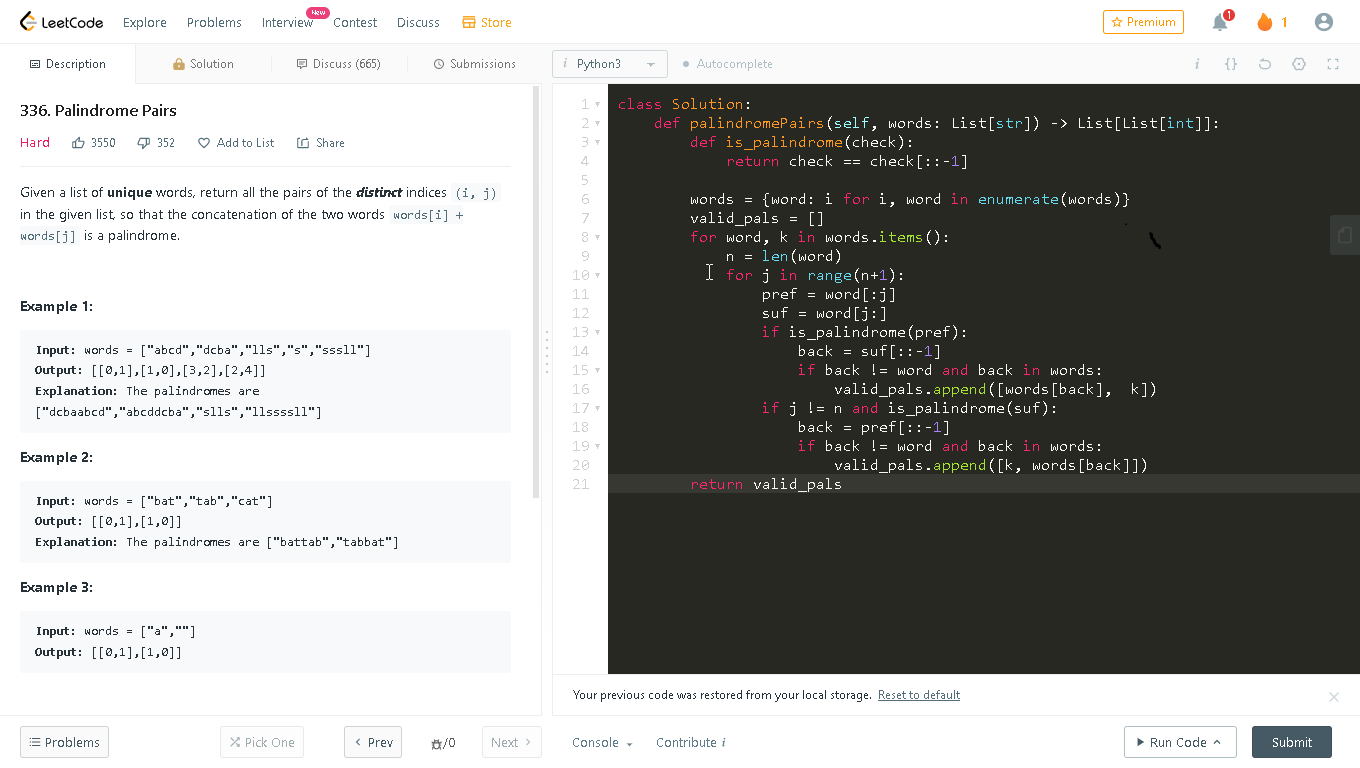 LeetCode Explore Problems Interview New Contest Discuss Store Premium 1 1
Description Solution Discuss (665) Submissions i Python3 Autocomplete i {}
336. Palindrome Pairs
Hard 3550 352 Add to List Share
Given a list of unique words, return all the pairs of the distinct indices (i, j)
in the given list, so that the concatenation of the two words words[i] +
words[j] is a palindrome.
Example 1:
Input: words = ["abcd","dcba","lls","s","sssll"]
Output: [[0,1],[1,0],[3,2],[2,4]]
Explanation: The palindromes are
["dcbaabcd","abcddcba","slls","llssssll"]
Example 2:
Input: words = ["bat","tab","cat"]
Output: [[0,1],[1,0]]
Explanation: The palindromes are ["battab","tabbat"]
Example 3:
Input: words = ["a",""]
Output: [[0,1],[1,0]]
1 class Solution:
2 def palindromePairs(self, words: List[str]) -> List[List[int]]:
3 def is_palindrome(check):
4 return check == check[::-1]
5
6 words = {word: i for i, word in enumerate(words)}
7 valid_pals = []
8 for word, k in words.items():
9 n = len(word)
10 for j in range(n+1):
11 pref = word[:j]
12 suf = word[j:]
13 if is_palindrome(pref):
14 back = suf[::-1]
15 if back != word and back in words:
16 valid_pals.append([words[back],  k])
17 if j != n and is_palindrome(suf):
18 back = pref[::-1]
19 if back != word and back in words:
20 valid_pals.append([k, words[back]])
21 return valid_pals
Your previous code was restored from your local storage. Reset to default
Problems Pick One Prev /0 Next Console Contribute i Run Code Submit